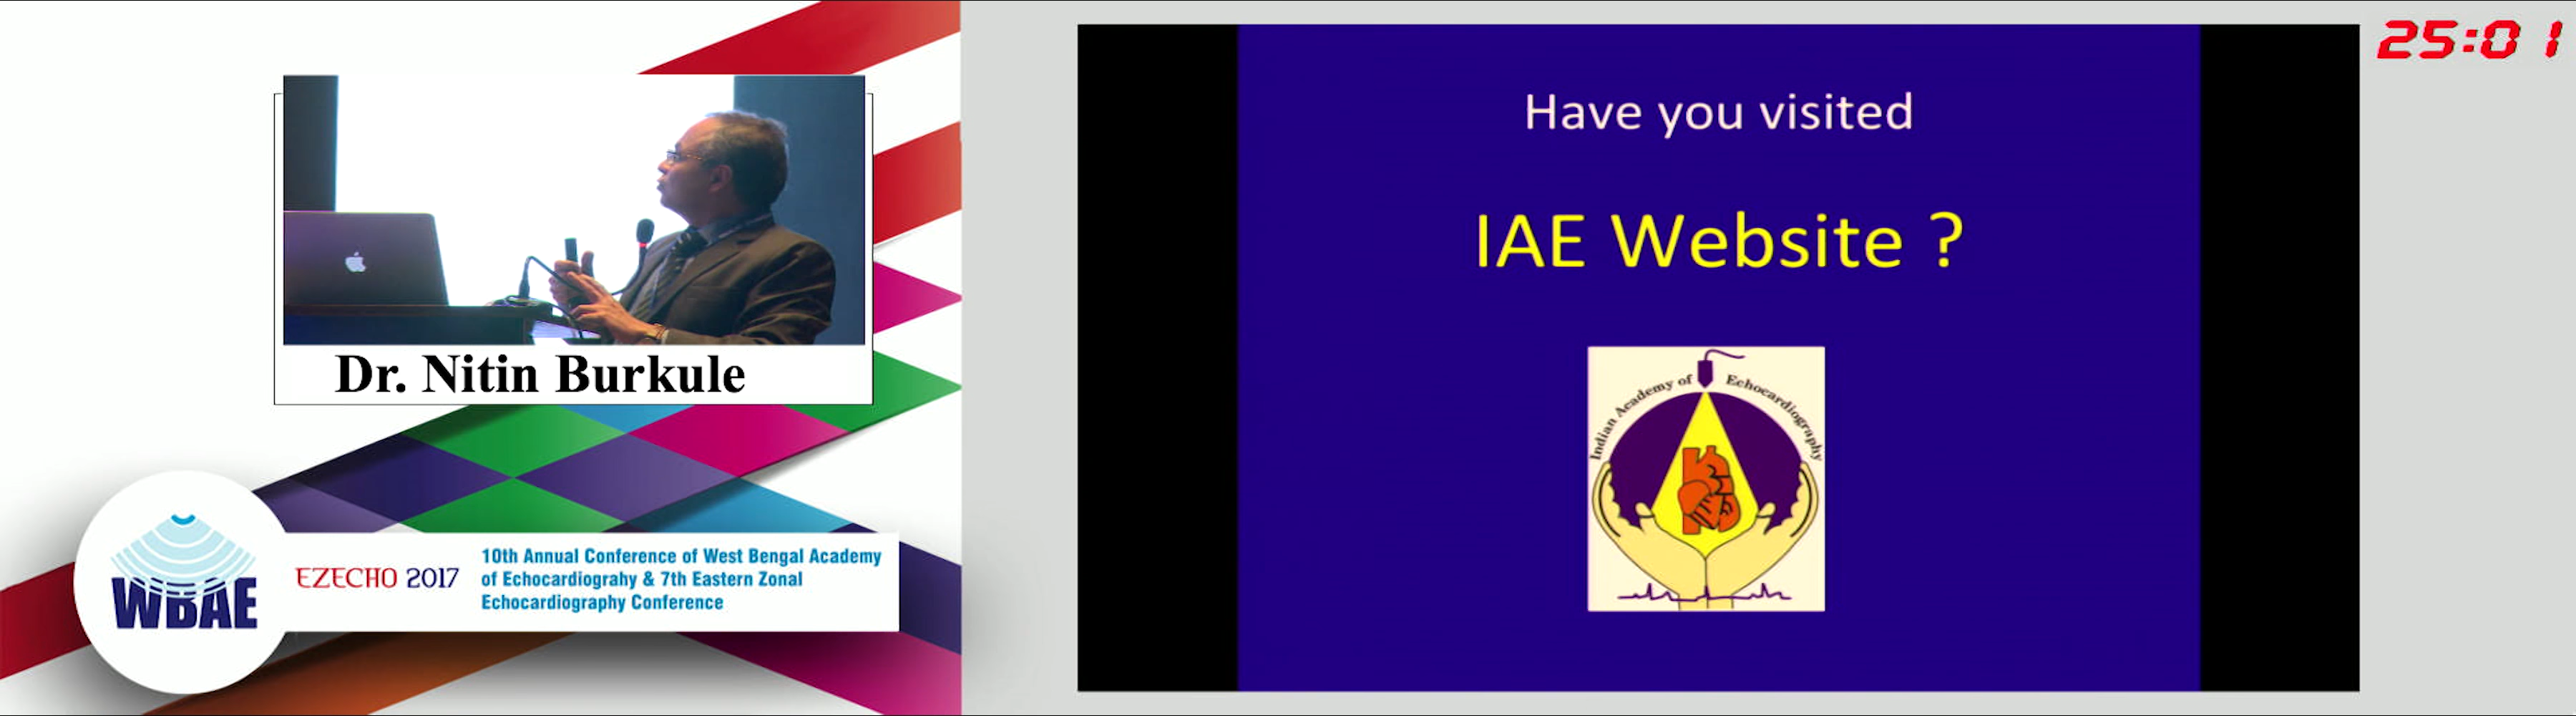 Dr. Nitin Burkule
WBAE
EZECHO 2017
10th Annual Conference of West Bengal Academy
of Echocardiograhy & 7th Eastern Zonal
Echocardiography Conference
Have you visited
IAE Website ?
Indian Academy of Echocardiography
25:01